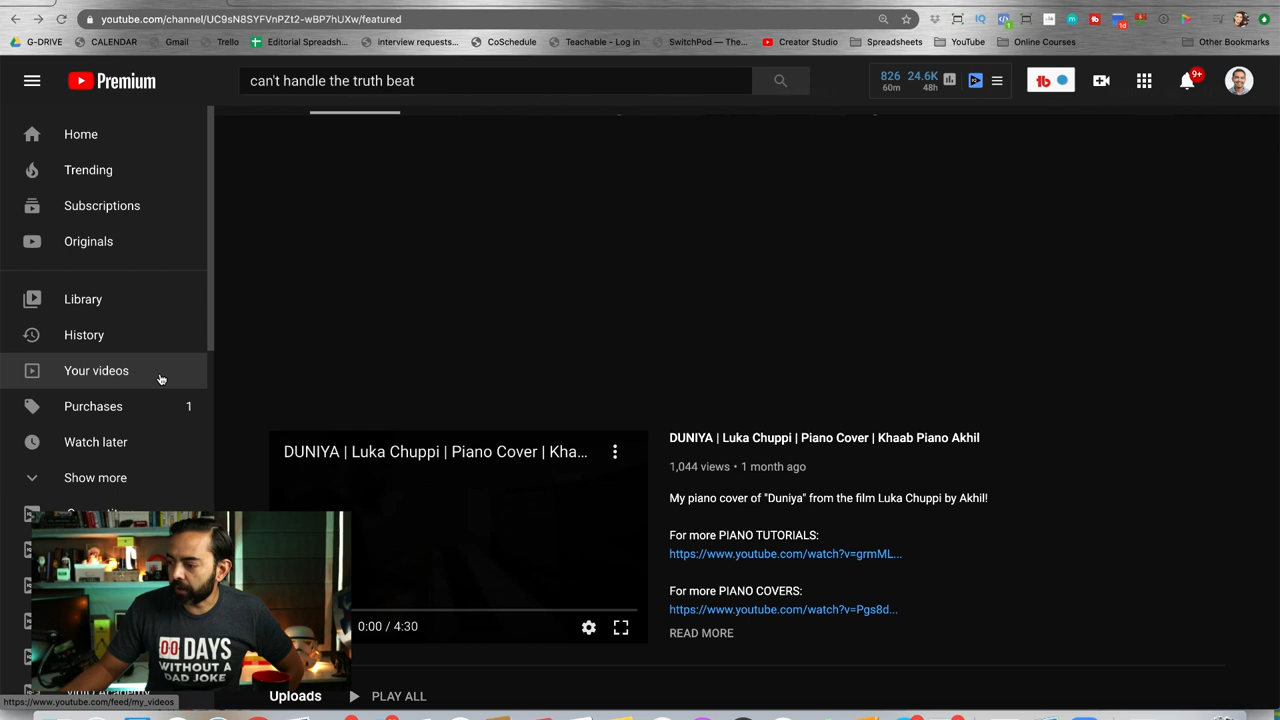 youtube.com/channel/UC9sN8SYFVnPZt2-wBP7hUXw/featured
G-DRIVE CALENDAR Gmail Trello Editorial Spreadsh... interview requests... CoSchedule Teachable - Log in SwitchPod — The... Creator Studio Spreadsheets YouTube Online Courses Other Bookmarks
Premium
can't handle the truth beat
826 24.6K
60m 48h
tb
9+
Home
Trending
Subscriptions
Originals
Library
History
Your videos
Purchases 1
Watch later
Show more
DUNIYA | Luka Chuppi | Piano Cover | Kha...
0:00 / 4:30
DUNIYA | Luka Chuppi | Piano Cover | Khaab Piano Akhil
1,044 views • 1 month ago
My piano cover of "Duniya" from the film Luka Chuppi by Akhil!
For more PIANO TUTORIALS:
https://www.youtube.com/watch?v=grmML...
For more PIANO COVERS:
https://www.youtube.com/watch?v=Pgs8d...
READ MORE
00 DAYS
WITHOUT A
DAD JOKE
Uploads PLAY ALL
https://www.youtube.com/feed/my_videos